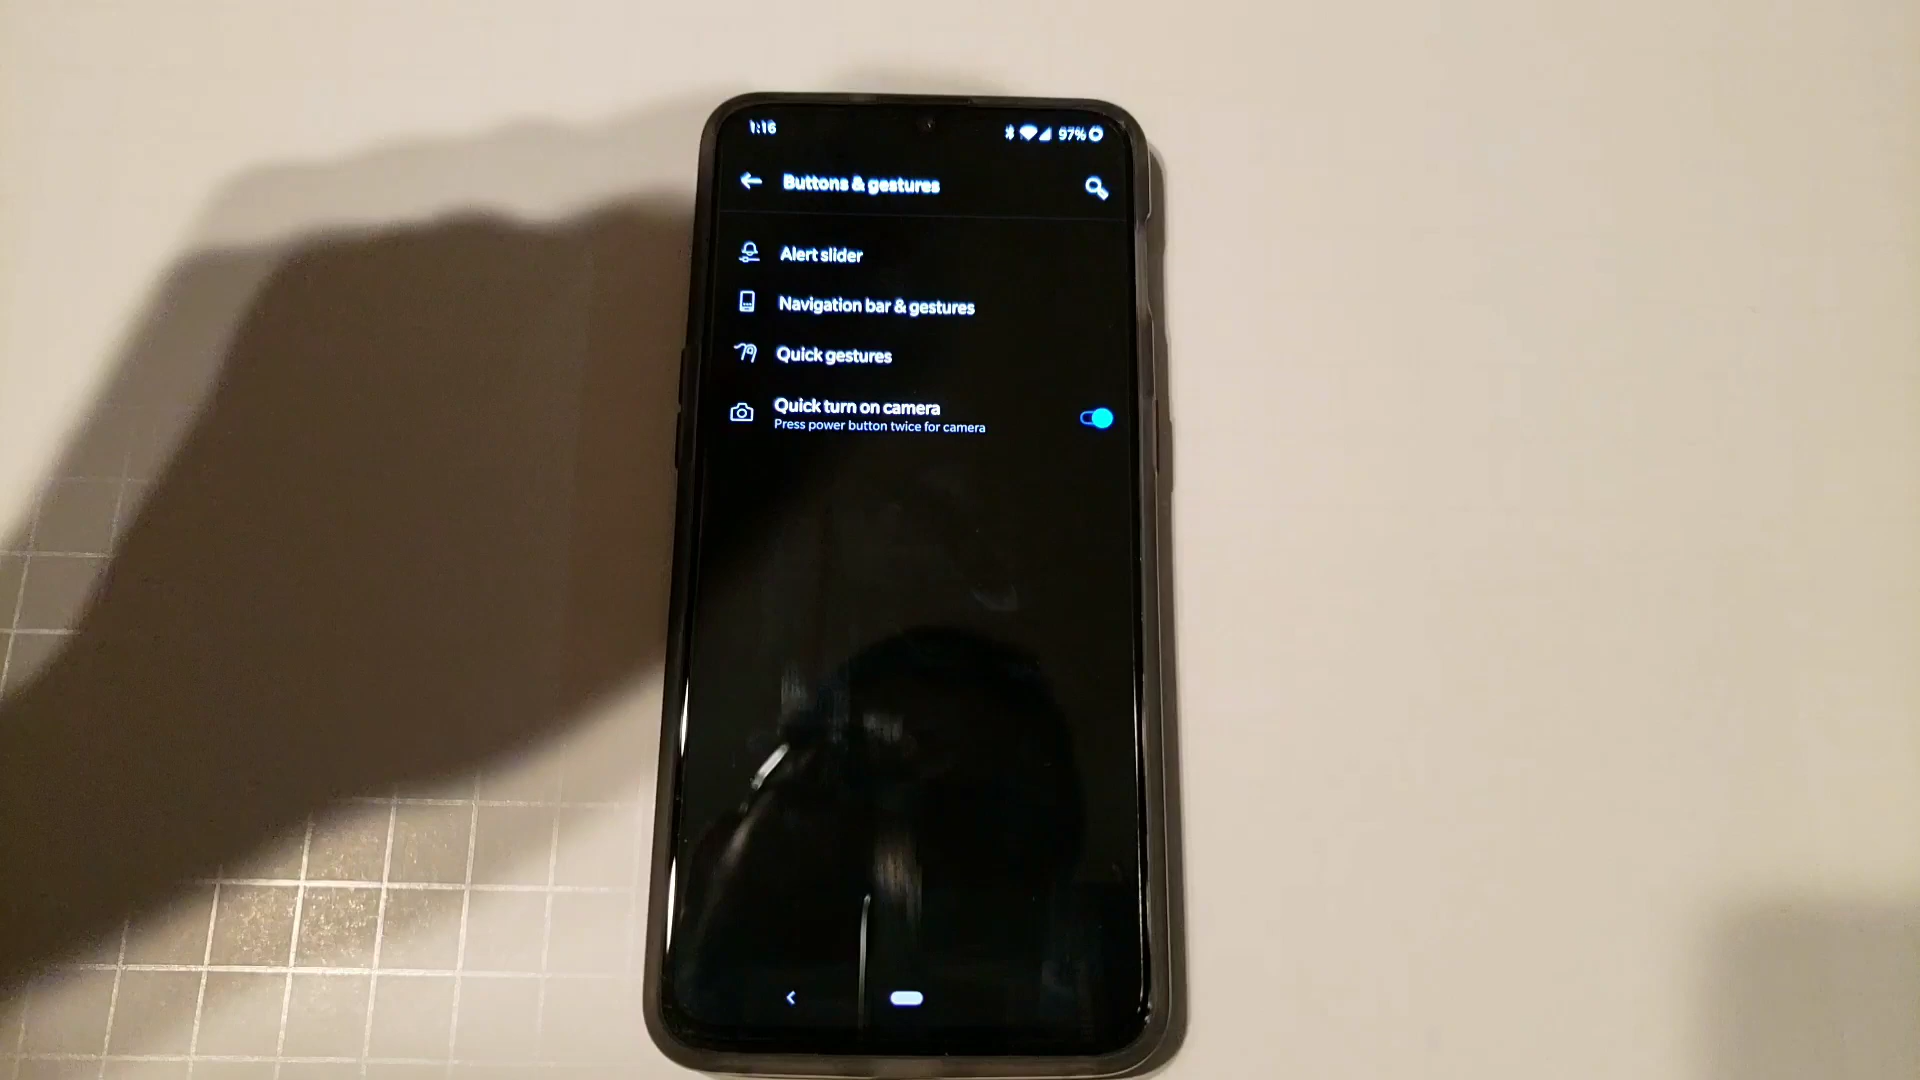 1:16
97%
Buttons & gestures
Alert slider
Navigation bar & gestures
Quick gestures
Quick turn on camera
Press power button twice for camera